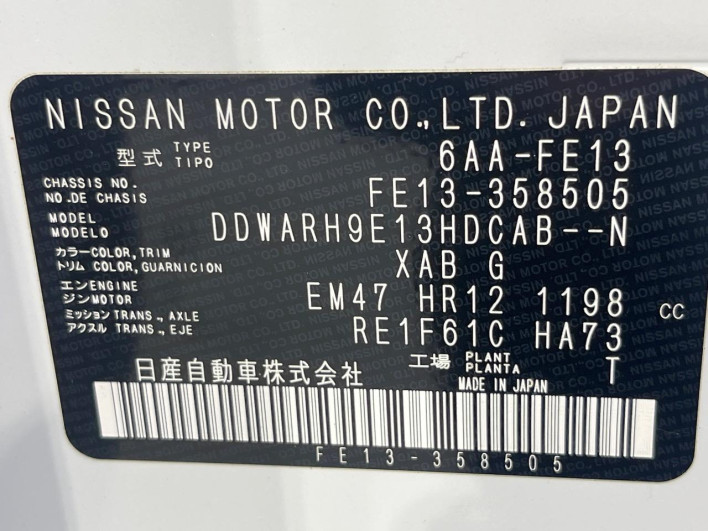 NISSAN MOTOR CO.,LTD. JAPAN
型式 TYPE TIPO 6AA-FE13
CHASSIS NO.
NO.DE CHASIS FE13-358505
MODEL
MODELO DDWARH9E13HDCAB--N
カラーCOLOR,TRIM
トリム COLOR,GUARNICION XAB G
エンENGINE
ジンMOTOR EM47 HR12 1198 CC
ミッション TRANS., AXLE
アクスル TRANS., EJE RE1F61C HA73
工場 PLANT PLANTA T
日産自動車株式会社 MADE IN JAPAN
FE13-358505